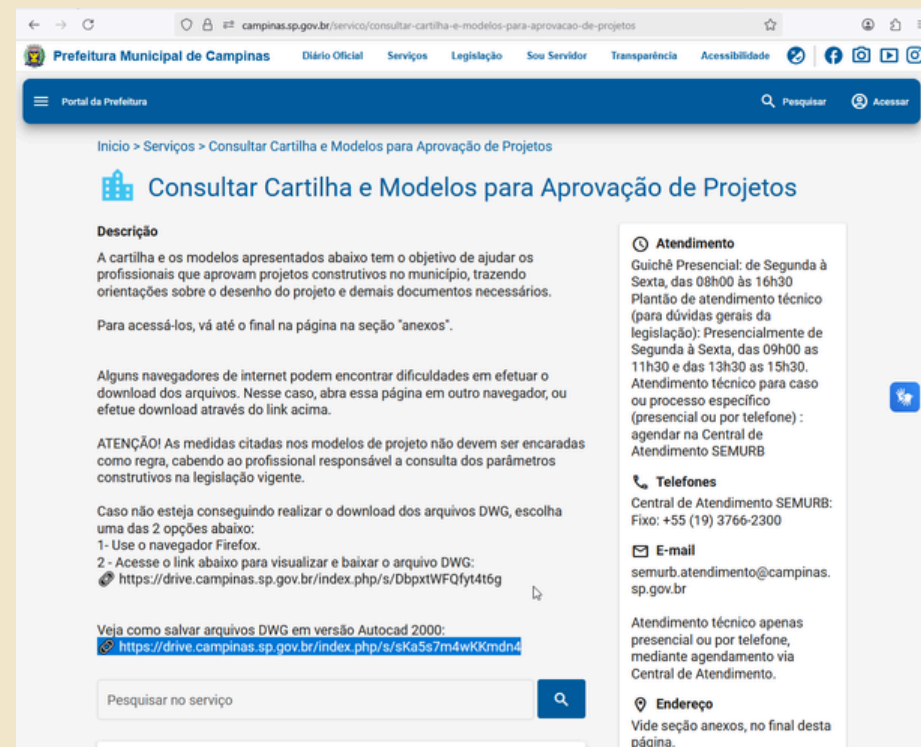 campinas.sp.gov.br/servico/consultar-cartilha-e-modelos-para-aprovacao-de-projetos
Prefeitura Municipal de Campinas
Diário Oficial
Serviços
Legislação
Sou Servidor
Transparência
Acessibilidade
Portal da Prefeitura
Pesquisar
Acessar
Inicio > Serviços > Consultar Cartilha e Modelos para Aprovação de Projetos
Consultar Cartilha e Modelos para Aprovação de Projetos
Descrição
A cartilha e os modelos apresentados abaixo tem o objetivo de ajudar os
profissionais que aprovam projetos construtivos no município, trazendo
orientações sobre o desenho do projeto e demais documentos necessários.
Para acessá-los, vá até o final na página na seção "anexos".
Alguns navegadores de internet podem encontrar dificuldades em efetuar o
download dos arquivos. Nesse caso, abra essa página em outro navegador, ou
efetue download através do link acima.
ATENÇÃO! As medidas citadas nos modelos de projeto não devem ser encaradas
como regra, cabendo ao profissional responsável a consulta dos parâmetros
construtivos na legislação vigente.
Caso não esteja conseguindo realizar o download dos arquivos DWG, escolha
uma das 2 opções abaixo:
1- Use o navegador Firefox.
2 - Acesse o link abaixo para visualizar e baixar o arquivo DWG:
https://drive.campinas.sp.gov.br/index.php/s/DbpxtWFQfyt4t6g
Veja como salvar arquivos DWG em versão Autocad 2000:
https://drive.campinas.sp.gov.br/index.php/s/sKa5s7m4wKKmdn4
Pesquisar no serviço
Atendimento
Guichê Presencial: de Segunda à
Sexta, das 08h00 às 16h30
Plantão de atendimento técnico
(para dúvidas gerais da
legislação): Presencialmente de
Segunda à Sexta, das 09h00 as
11h30 e das 13h30 as 15h30.
Atendimento técnico para caso
ou processo específico
(presencial ou por telefone) :
agendar na Central de
Atendimento SEMURB
Telefones
Central de Atendimento SEMURB:
Fixo: +55 (19) 3766-2300
E-mail
semurb.atendimento@campinas.
sp.gov.br
Atendimento técnico apenas
presencial ou por telefone,
mediante agendamento via
Central de Atendimento.
Endereço
Vide seção anexos, no final desta
página.